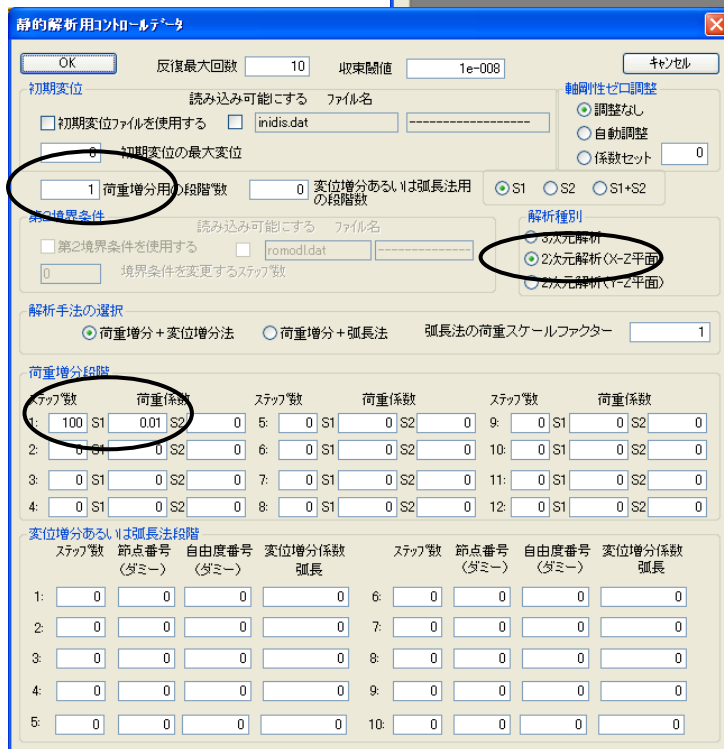 静的解析用コントロールデータ
OK 反復最大回数 10 収束閾値 1e-008 キャンセル
初期変位 読み込み可能にする ファイル名 軸剛性ゼロ調整
初期変位ファイルを使用する inidis.dat ------------------ 調整なし
自動調整
0 初期変位の最大変位 係数セット 0
1 荷重増分用の段階数 0 変位増分あるいは弧長法用の段階数 S1 S2 S1+S2
第2境界条件 読み込み可能にする ファイル名 解析種別
第2境界条件を使用する romodl.dat -------------- 3次元解析
2次元解析(X-Z平面)
0 境界条件を変更するステップ数 2次元解析(Y-Z平面)
解析手法の選択
荷重増分+変位増分法 荷重増分+弧長法 弧長法の荷重スケールファクター 1
荷重増分段階
ステップ数 荷重係数 ステップ数 荷重係数 ステップ数 荷重係数
1: 100 S1 0.01 S2 0 5: 0 S1 0 S2 0 9: 0 S1 0 S2 0
2: 0 S1 0 S2 0 6: 0 S1 0 S2 0 10: 0 S1 0 S2 0
3: 0 S1 0 S2 0 7: 0 S1 0 S2 0 11: 0 S1 0 S2 0
4: 0 S1 0 S2 0 8: 0 S1 0 S2 0 12: 0 S1 0 S2 0
変位増分あるいは弧長法段階
ステップ数 節点番号 自由度番号 変位増分係数 ステップ数 節点番号 自由度番号 変位増分係数
(ダミー) (ダミー) 弧長 (ダミー) (ダミー) 弧長
1: 0 0 0 0 6: 0 0 0 0
2: 0 0 0 0 7: 0 0 0 0
3: 0 0 0 0 8: 0 0 0 0
4: 0 0 0 0 9: 0 0 0 0
5: 0 0 0 0 10: 0 0 0 0